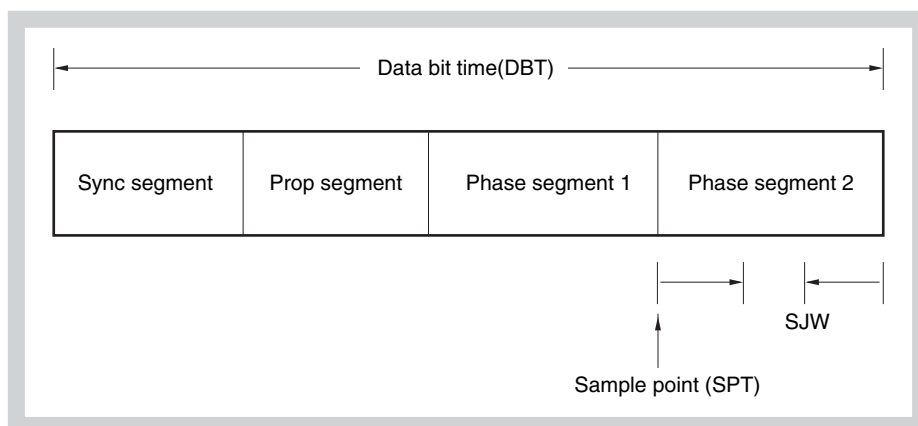 Data bit time(DBT)
Sync segment
Prop segment
Phase segment 1
Phase segment 2
SJW
Sample point (SPT)